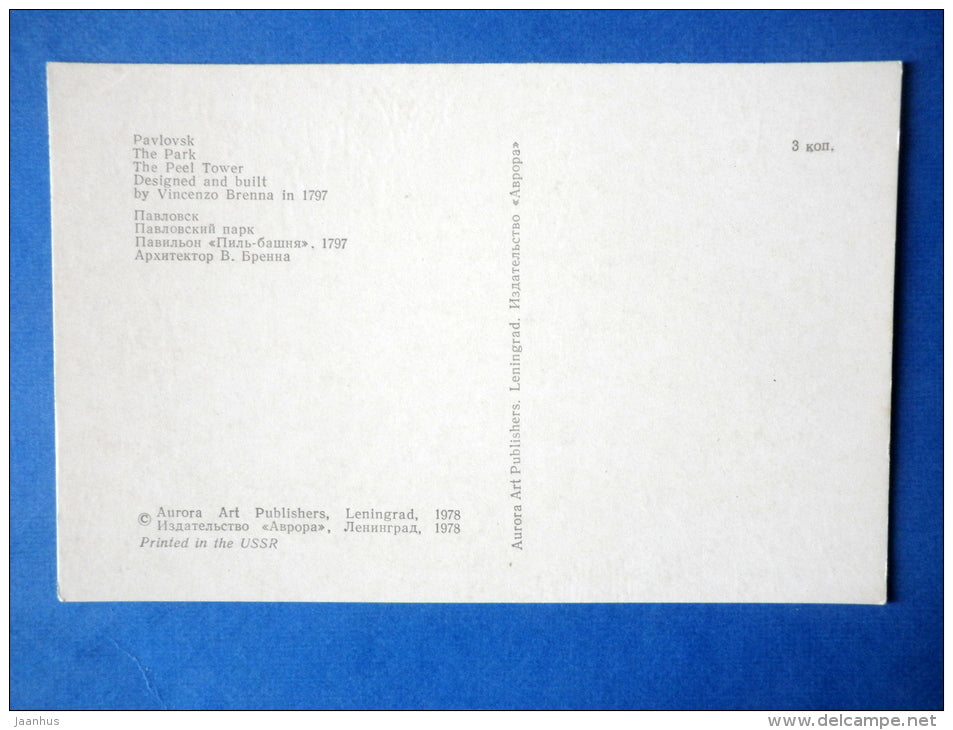 Pavlovsk
The Park
The Peel Tower
Designed and built
by Vincenzo Brenna in 1797
Павловск
Павловский парк
Павильон «Пиль-башня», 1797
Архитектор В. Бренна
© Aurora Art Publishers, Leningrad, 1978
Издательство «Аврора», Ленинград, 1978
Printed in the USSR
Aurora Art Publishers. Leningrad. Издательство «Аврора»
3 коп.
jaanhus
www.delcampe.net